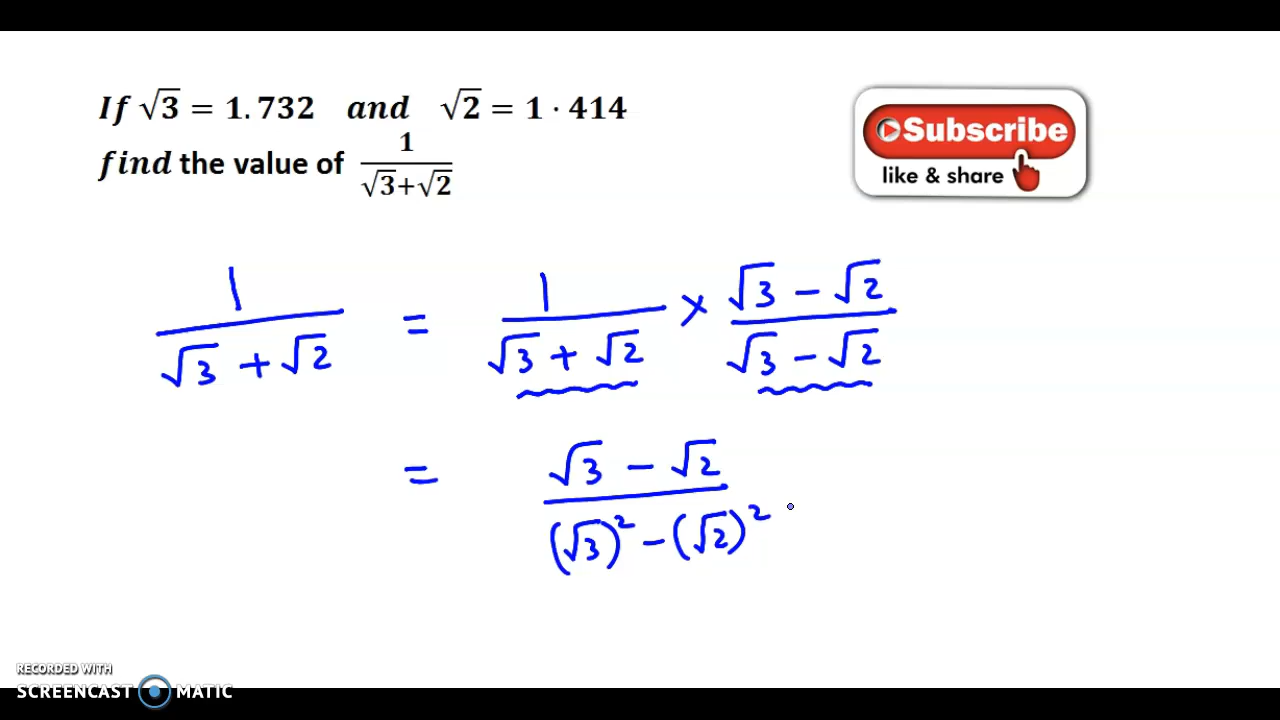 If √3 = 1.732 and √2 = 1·414
find the value of 1/(√3+√2)
Subscribe
like & share
1/(√3 + √2) = 1/(√3 + √2) × (√3 − √2)/(√3 − √2)
= (√3 − √2)/((√3)² − (√2)²)
RECORDED WITH
SCREENCAST MATIC